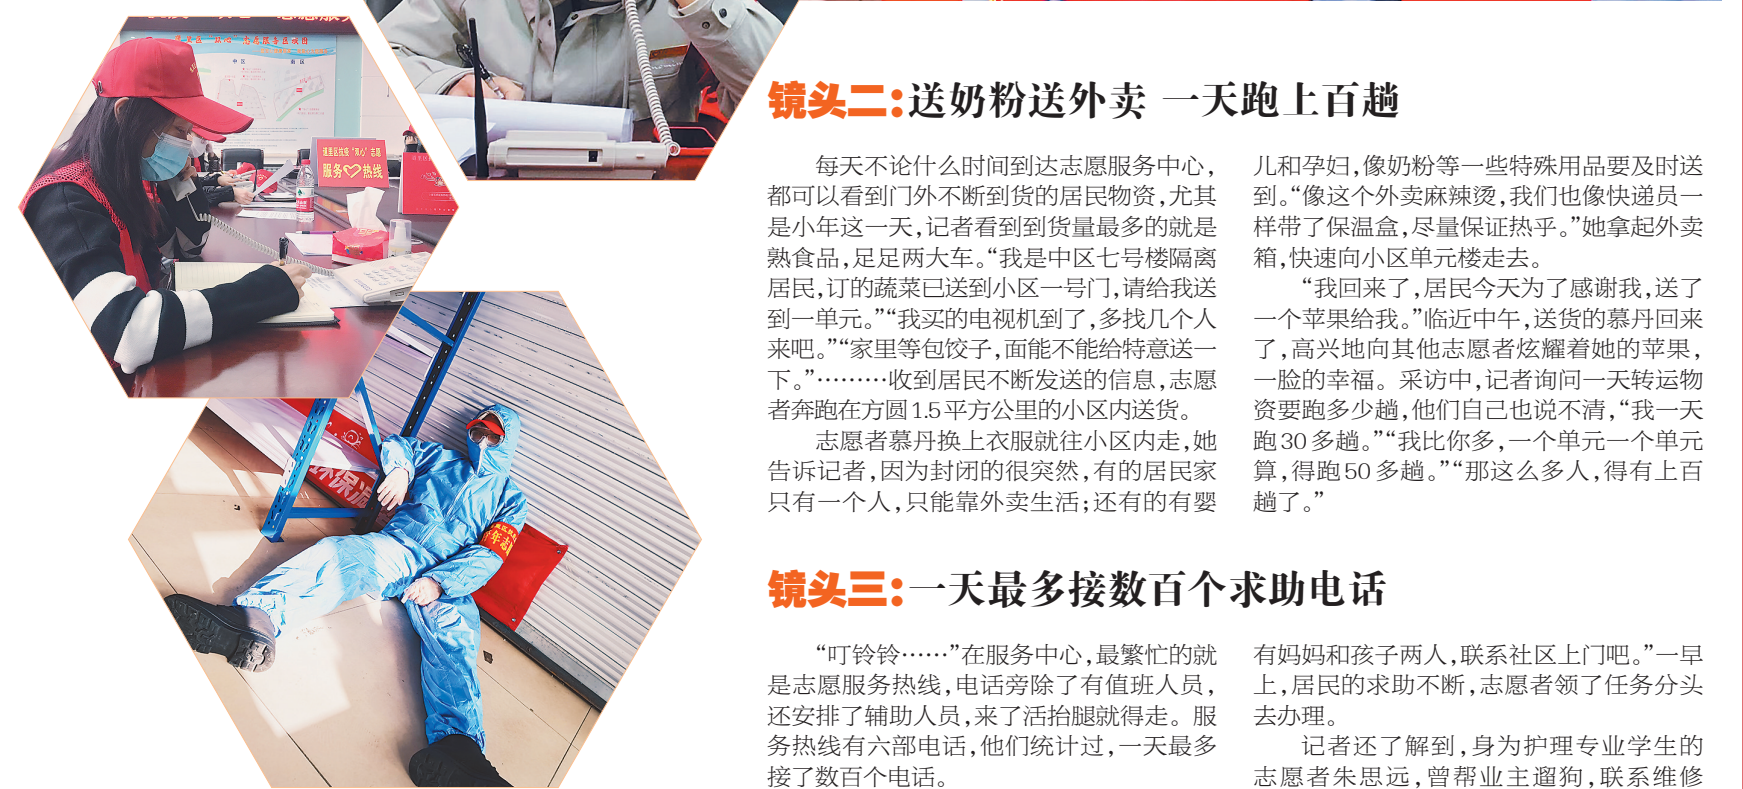 道里区抗疫“双心”志愿
服务热线
镜头二:送奶粉送外卖 一天跑上百趟
每天不论什么时间到达志愿服务中心,
都可以看到门外不断到货的居民物资,尤其
是小年这一天,记者看到到货量最多的就是
熟食品,足足两大车。“我是中区七号楼隔离
居民,订的蔬菜已送到小区一号门,请给我送
到一单元。”“我买的电视机到了,多找几个人
来吧。”“家里等包饺子,面能不能给特意送一
下。”………收到居民不断发送的信息,志愿
者奔跑在方圆1.5平方公里的小区内送货。
志愿者慕丹换上衣服就往小区内走,她
告诉记者,因为封闭的很突然,有的居民家
只有一个人,只能靠外卖生活;还有的有婴
儿和孕妇,像奶粉等一些特殊用品要及时送
到。“像这个外卖麻辣烫,我们也像快递员一
样带了保温盒,尽量保证热乎。”她拿起外卖
箱,快速向小区单元楼走去。
“我回来了,居民今天为了感谢我,送了
一个苹果给我。”临近中午,送货的慕丹回来
了,高兴地向其他志愿者炫耀着她的苹果,
一脸的幸福。采访中,记者询问一天转运物
资要跑多少趟,他们自己也说不清,“我一天
跑30多趟。”“我比你多,一个单元一个单元
算,得跑50多趟。”“那这么多人,得有上百
趟了。”
镜头三:一天最多接数百个求助电话
“叮铃铃……”在服务中心,最繁忙的就
是志愿服务热线,电话旁除了有值班人员,
还安排了辅助人员,来了活抬腿就得走。服
务热线有六部电话,他们统计过,一天最多
接了数百个电话。
有妈妈和孩子两人,联系社区上门吧。”一早
上,居民的求助不断,志愿者领了任务分头
去办理。
记者还了解到,身为护理专业学生的
志愿者朱思远,曾帮业主遛狗,联系维修